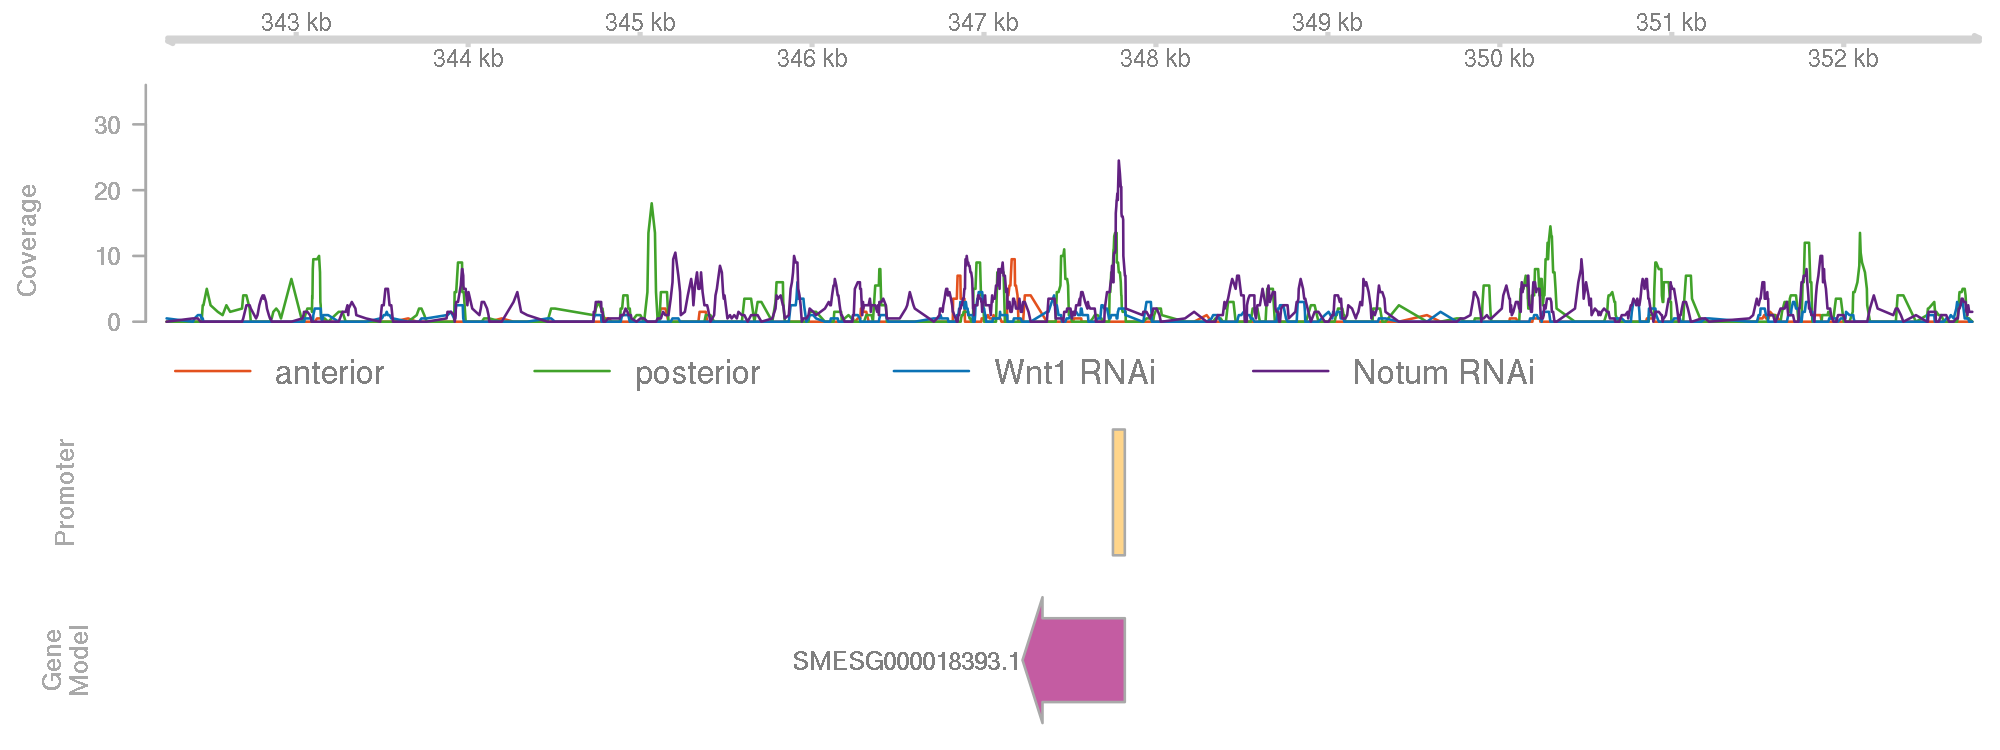 343 kb 345 kb 347 kb 349 kb 351 kb
344 kb 346 kb 348 kb 350 kb 352 kb
30
20
10
0
Coverage
anterior posterior Wnt1 RNAi Notum RNAi
Promoter
SMESG000018393.1
Gene
Model